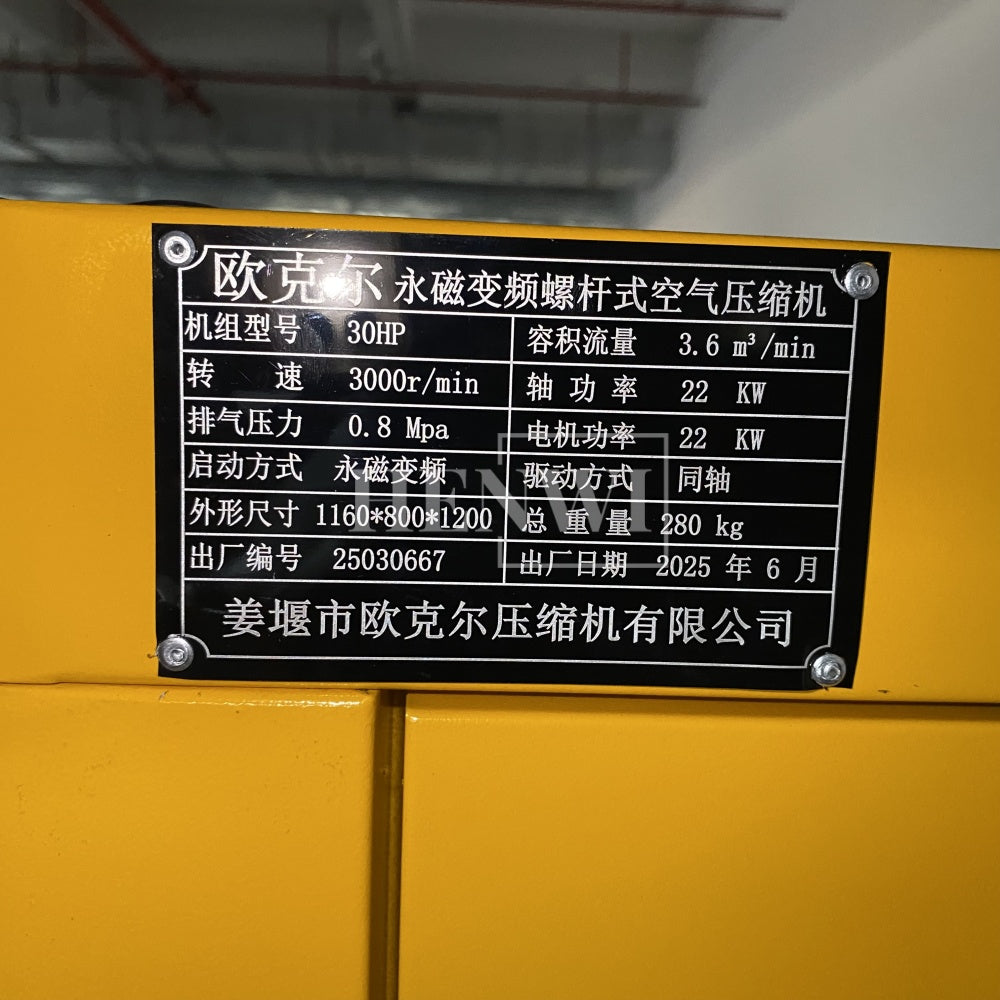 欧克尔 永磁变频螺杆式空气压缩机
机组型号 30HP 容积流量 3.6 m³/min
转 速 3000r/min 轴 功 率 22 KW
排气压力 0.8 Mpa 电机功率 22 KW
启动方式 永磁变频 驱动方式 同轴
HENWI
外形尺寸 1160*800*1200 总 重 量 280 kg
出厂编号 25030667 出厂日期 2025 年 6 月
姜堰市欧克尔压缩机有限公司